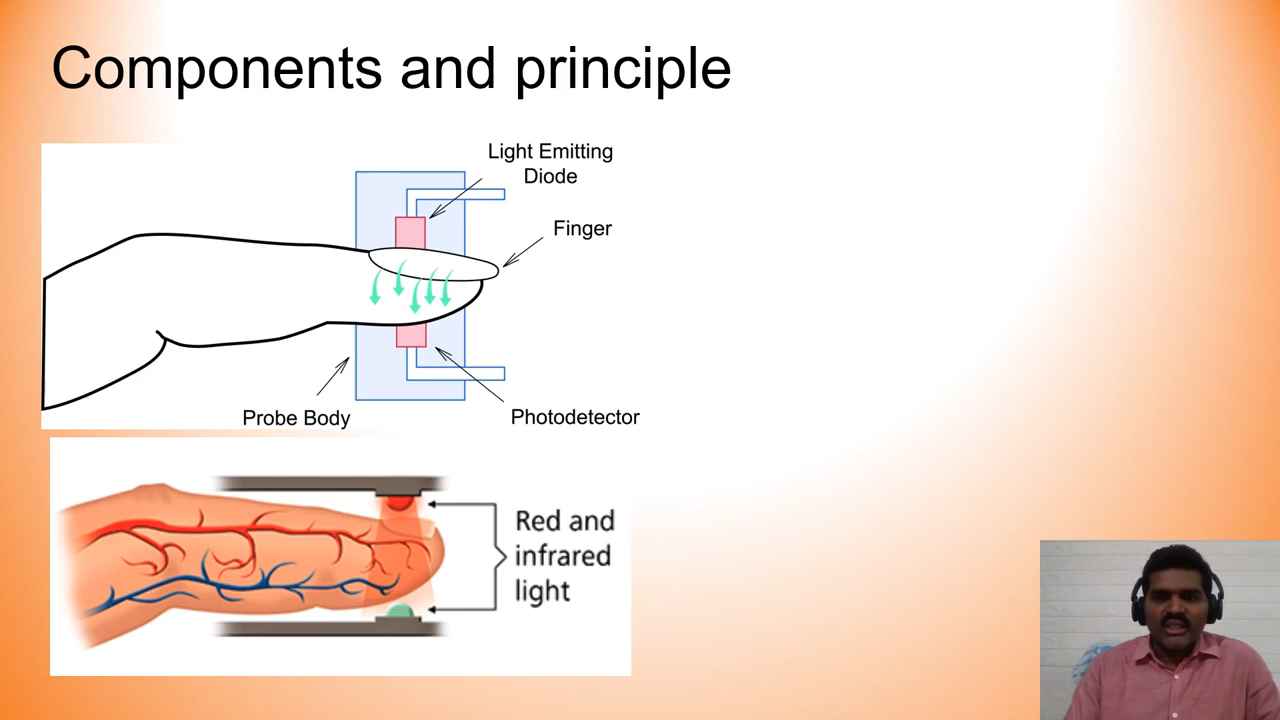 Components and principle
Light Emitting
Diode
Finger
Probe Body
Photodetector
Red and
infrared
light